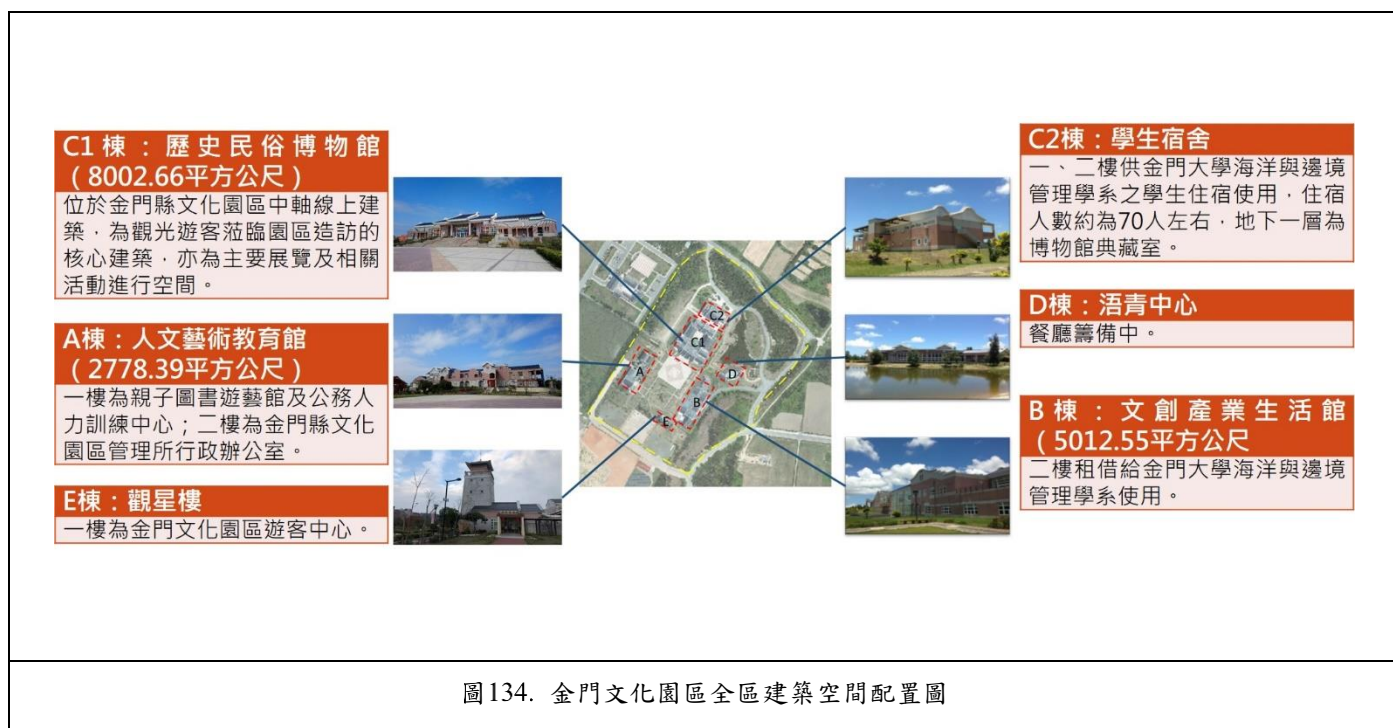 C1棟：歷史民俗博物館
（8002.66平方公尺）
位於金門縣文化園區中軸線上建
築，為觀光遊客蒞臨園區造訪的
核心建築，亦為主要展覽及相關
活動進行空間。
A棟：人文藝術教育館
（2778.39平方公尺）
一樓為親子圖書遊藝館及公務人
力訓練中心；二樓為金門縣文化
園區管理所行政辦公室。
E棟：觀星樓
一樓為金門文化園區遊客中心。
C2
C1
A
D
B
E
C2棟：學生宿舍
一、二樓供金門大學海洋與邊境
管理學系之學生住宿使用，住宿
人數約為70人左右，地下一層為
博物館典藏室。
D棟：浯青中心
餐廳籌備中。
B棟：文創產業生活館
（5012.55平方公尺
二樓租借給金門大學海洋與邊境
管理學系使用。
圖134. 金門文化園區全區建築空間配置圖